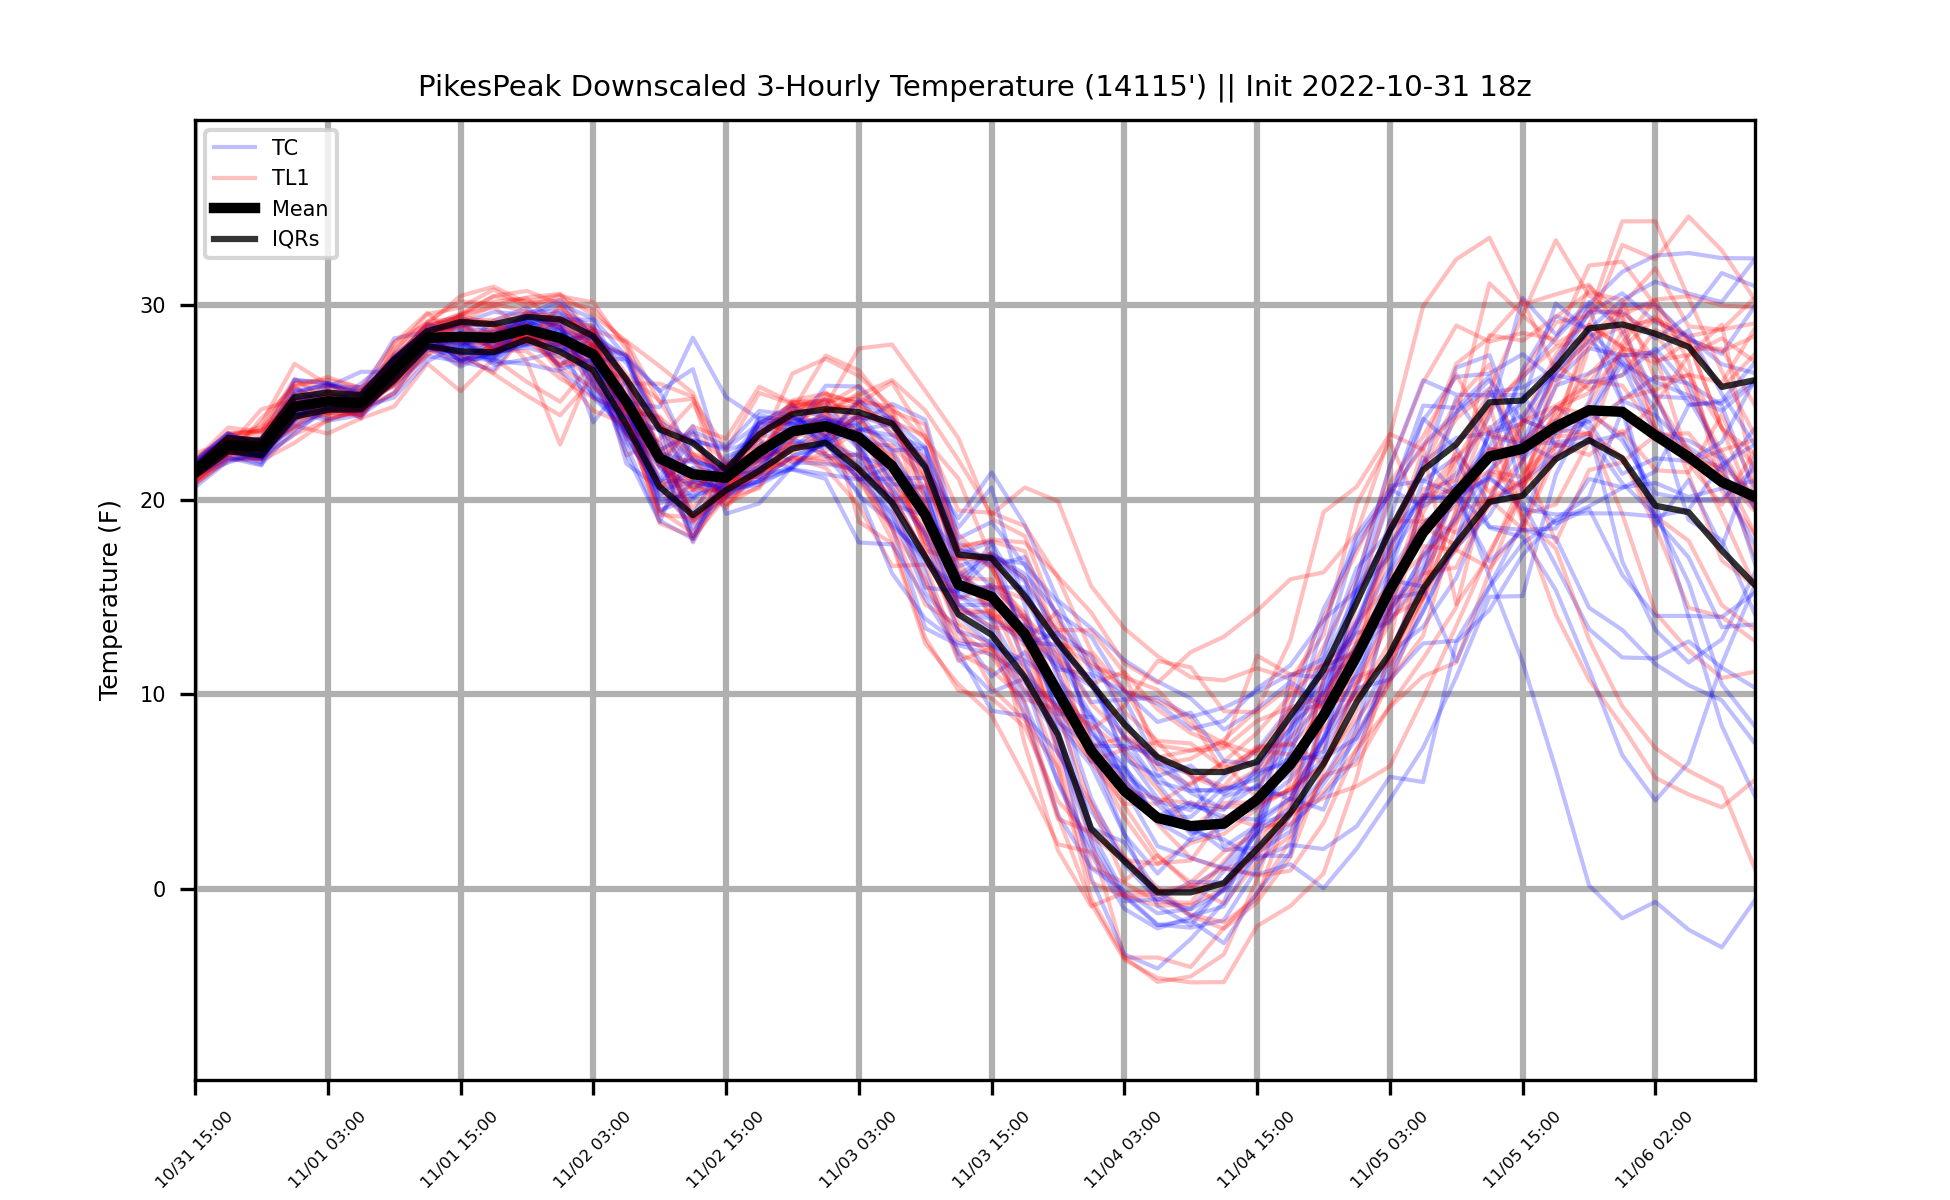 PikesPeak Downscaled 3-Hourly Temperature (14115') || Init 2022-10-31 18z
TC
TL1
Mean
IQRs
Temperature (F)
30
20
10
0
10/31 15:00
11/01 03:00
11/01 15:00
11/02 03:00
11/02 15:00
11/03 03:00
11/03 15:00
11/04 03:00
11/04 15:00
11/05 03:00
11/05 15:00
11/06 02:00